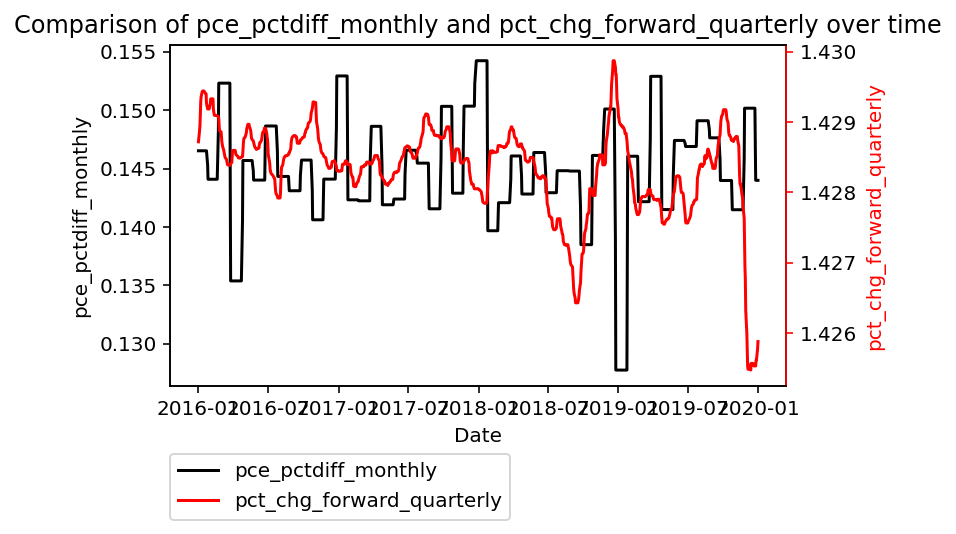 Comparison of pce_pctdiff_monthly and pct_chg_forward_quarterly over time
0.155
0.150
0.145
0.140
0.135
0.130
pce_pctdiff_monthly
1.430
1.429
1.428
1.427
1.426
pct_chg_forward_quarterly
2016-01 2016-07 2017-01 2017-07 2018-01 2018-07 2019-01 2019-07 2020-01
Date
pce_pctdiff_monthly
pct_chg_forward_quarterly